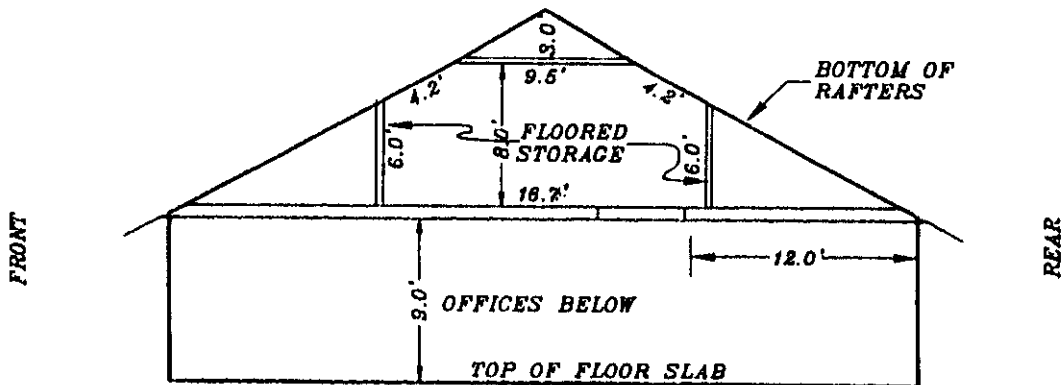 3.0
9.5'
4.2'
4.2'
BOTTOM OF
RAFTERS
6.0'
8.0'
FLOORED
STORAGE
6.0'
16.7'
FRONT
REAR
12.0'
9.0'
OFFICES BELOW
TOP OF FLOOR SLAB